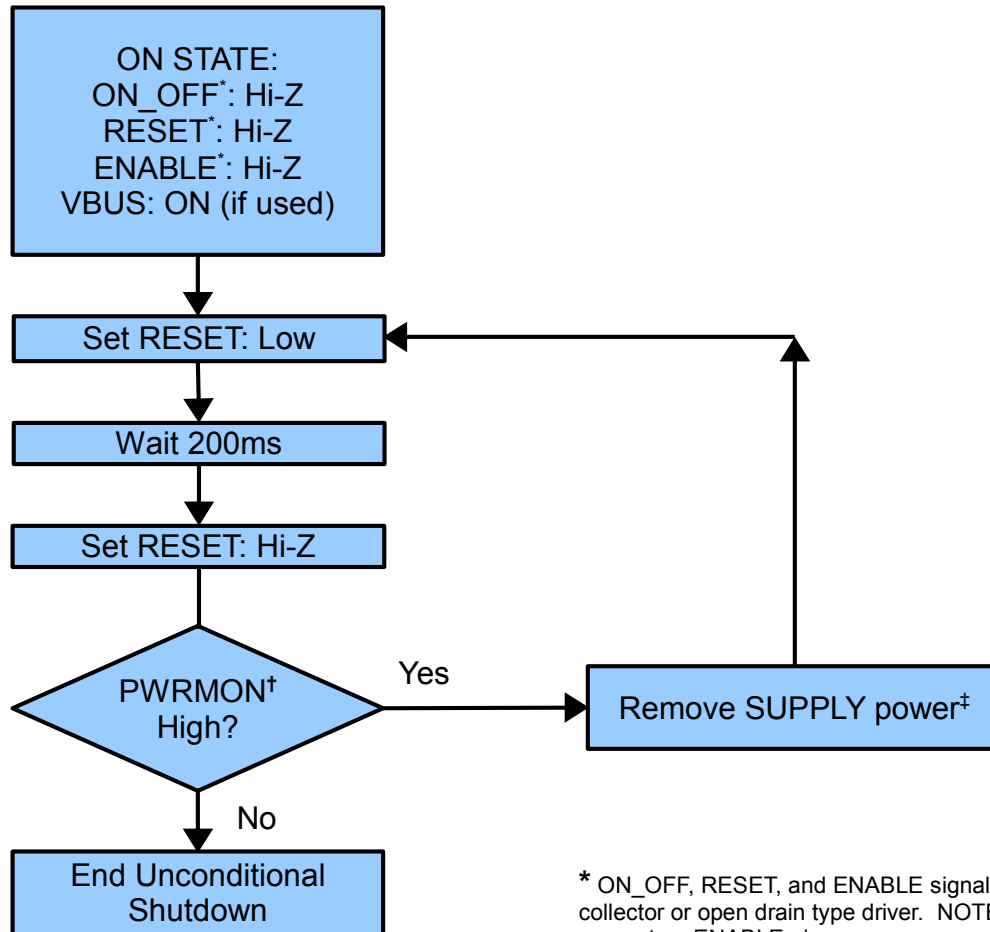 ON STATE:
ON_OFF*: Hi-Z
RESET*: Hi-Z
ENABLE*: Hi-Z
VBUS: ON (if used)
Set RESET: Low
Wait 200ms
Set RESET: Hi-Z
PWRMON†
High?
Yes
Remove SUPPLY power‡
No
End Unconditional
Shutdown
* ON_OFF, RESET, and ENABLE signal
collector or open drain type driver. NOTE